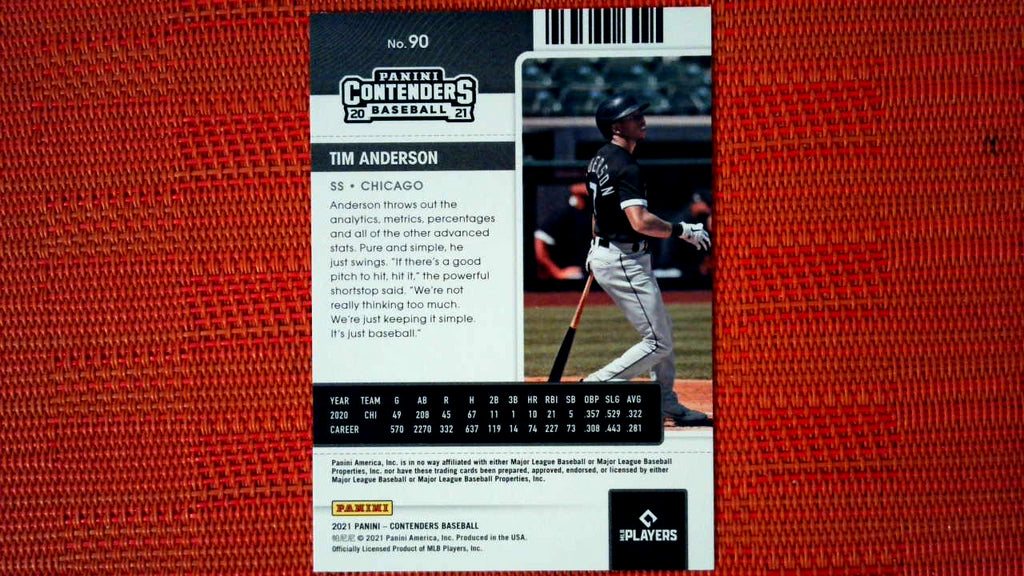 No. 90
PANINI
CONTENDERS
20 BASEBALL 21
TIM ANDERSON
SS • CHICAGO
Anderson throws out the
analytics, metrics, percentages
and all of the other advanced
stats. Pure and simple, he
just swings. "If there's a good
pitch to hit, hit it," the powerful
shortstop said. "We're not
really thinking too much.
We're just keeping it simple.
It's just baseball."
DERSON
7
YEAR TEAM G AB R H 2B 3B HR RBI SB OBP SLG AVG
2020 CHI 49 208 45 67 11 1 10 21 5 .357 .529 .322
CAREER 570 2270 332 637 119 14 74 227 73 .308 .443 .281
Panini America, Inc. is in no way affiliated with either Major League Baseball or Major League Baseball
Properties, Inc. nor have these trading cards been prepared, approved, endorsed, or licensed by either
Major League Baseball or Major League Baseball Properties, Inc.
PANINI
2021 PANINI – CONTENDERS BASEBALL
帕尼尼 © 2021 Panini America, Inc. Produced in the USA.
Officially Licensed Product of MLB Players, Inc.
MLB PLAYERS